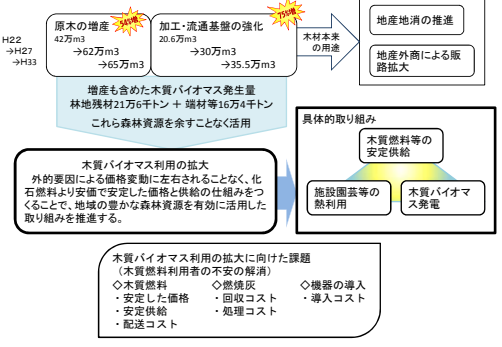 H22
→H27
→H33
原木の増産
54%増
42万m3
→62万m3
→65万m3
加工・流通基盤の強化
75%増
20.6万m3
→30万m3
→35.5万m3
木材本来
の用途
地産地消の推進
地産外商による販
路拡大
増産も含めた木質バイオマス発生量
林地残材21万6千トン + 端材等16万4千トン
これら森林資源を余すことなく活用
木質バイオマス利用の拡大
外的要因による価格変動に左右されることなく、化
石燃料より安価で安定した価格と供給の仕組みをつ
くることで、地域の豊かな森林資源を有効に活用した
取り組みを推進する。
具体的取り組み
木質燃料等の
安定供給
施設園芸等の
熱利用
木質バイオマ
ス発電
木質バイオマス利用の拡大に向けた課題
（木質燃料利用者の不安の解消）
◇木質燃料 ◇燃焼灰 ◇機器の導入
・安定した価格 ・回収コスト ・導入コスト
・安定供給 ・処理コスト
・配送コスト